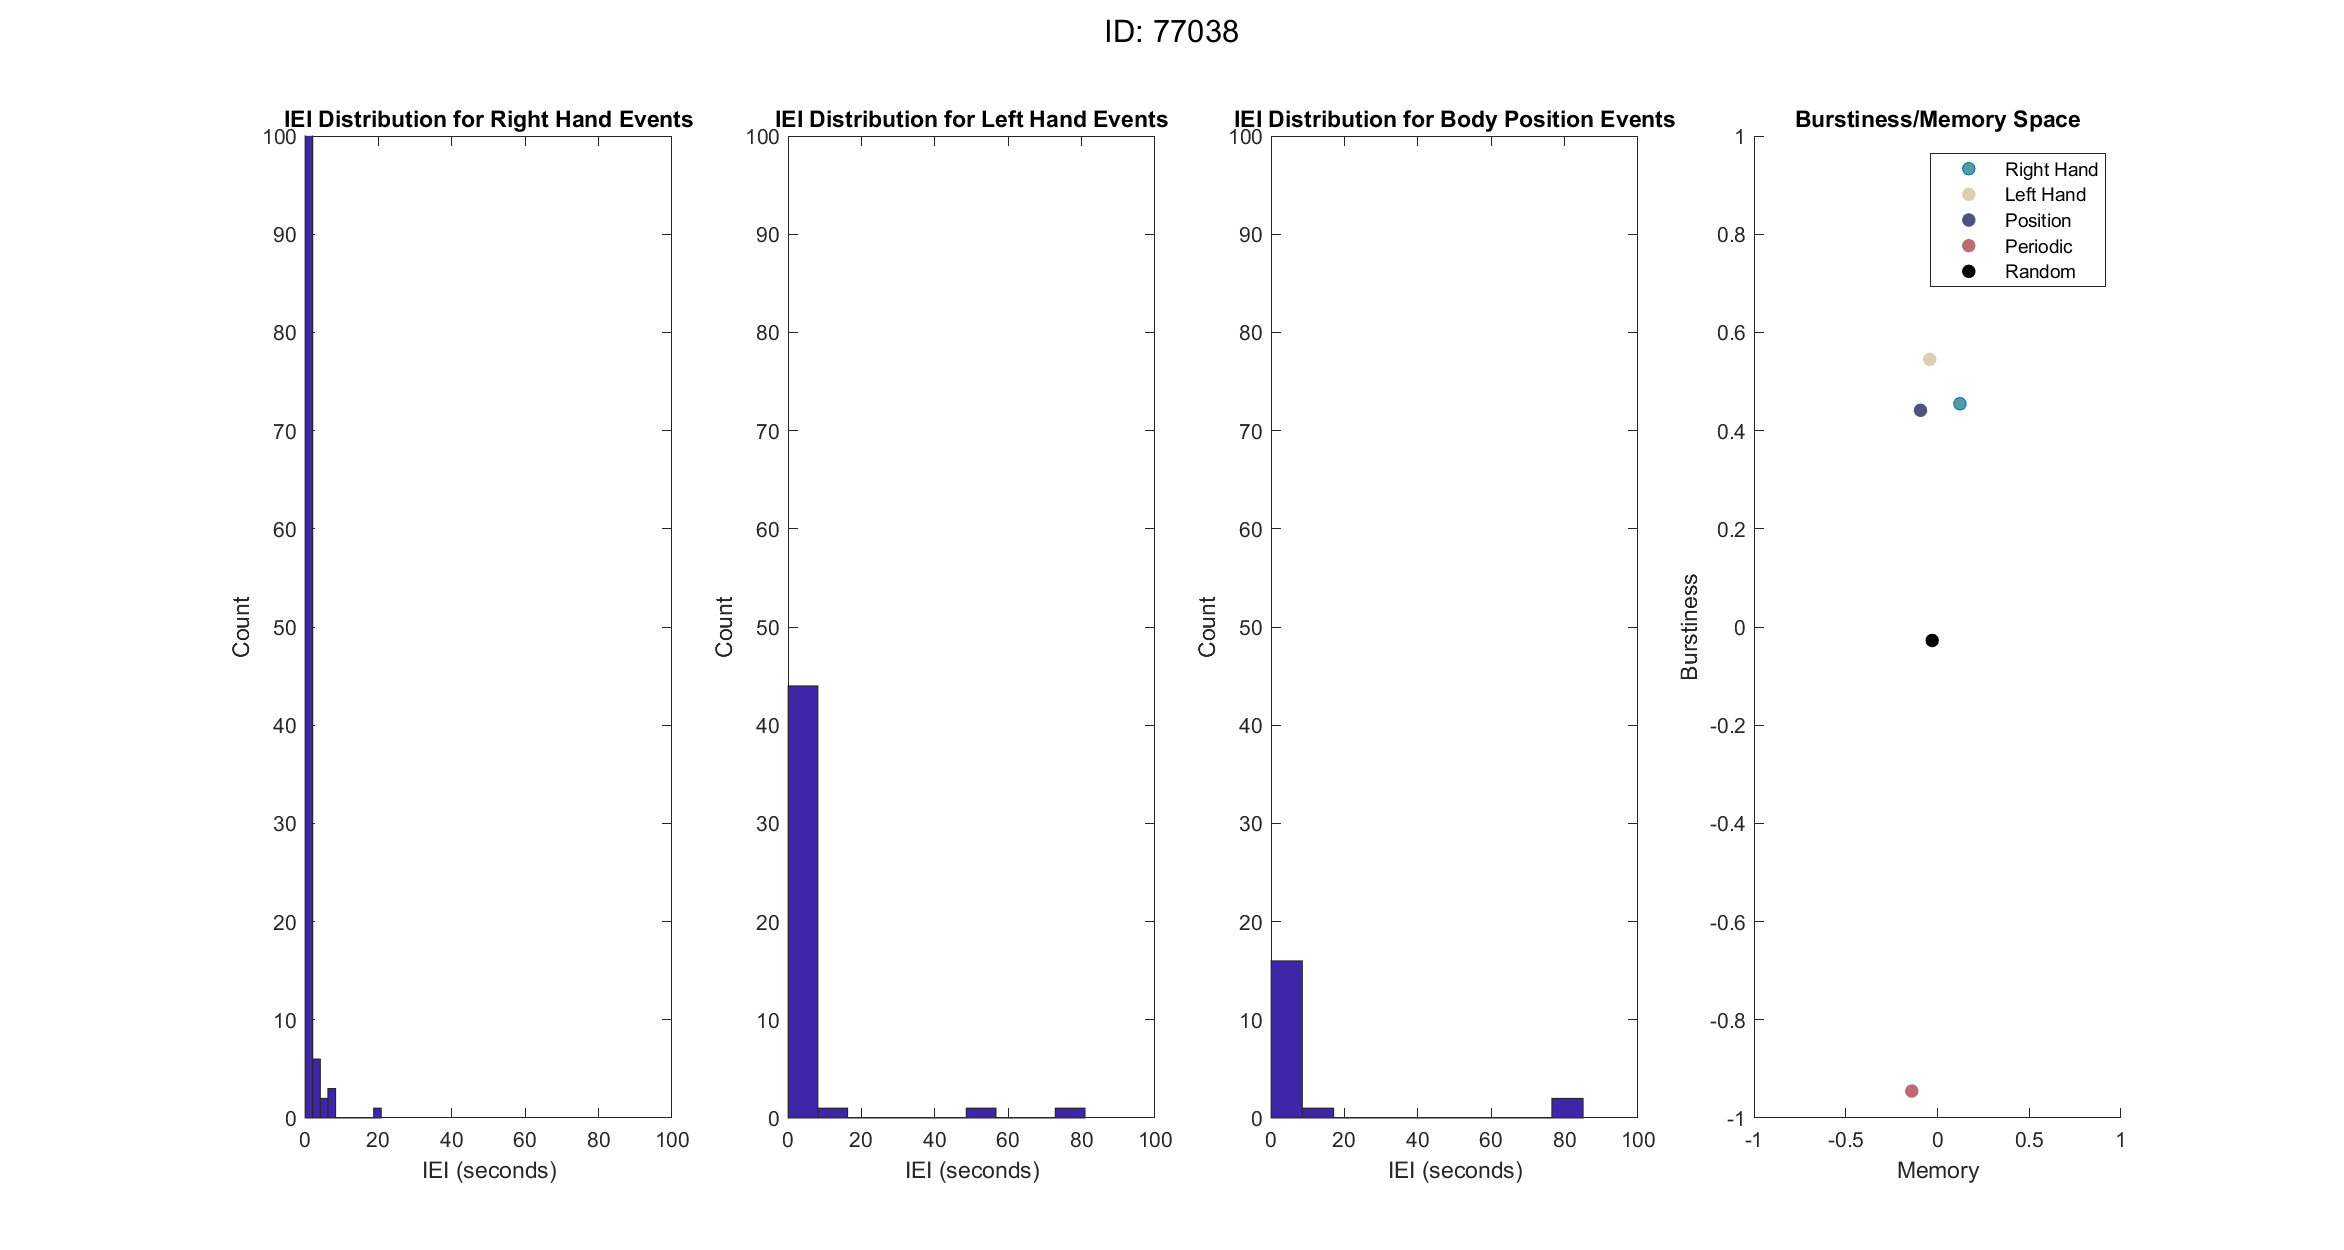 ID: 77038
IEI Distribution for Right Hand Events
100
90
80
70
60
50
40
30
20
10
0
Count
0 20 40 60 80 100
IEI (seconds)
IEI Distribution for Left Hand Events
100
90
80
70
60
50
40
30
20
10
0
Count
0 20 40 60 80 100
IEI (seconds)
IEI Distribution for Body Position Events
100
90
80
70
60
50
40
30
20
10
0
Count
0 20 40 60 80 100
IEI (seconds)
Burstiness/Memory Space
1
0.8
0.6
0.4
0.2
0
-0.2
-0.4
-0.6
-0.8
-1
Burstiness
Right Hand
Left Hand
Position
Periodic
Random
-1 -0.5 0 0.5 1
Memory